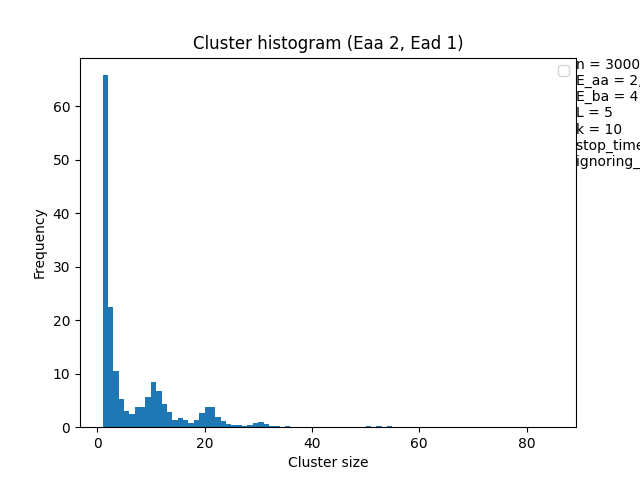 Cluster histogram (Eaa 2, Ead 1)
n = 3000
E_aa = 2,
E_ba = 4
L = 5
k = 10
stop_time
ignoring_
Frequency
60
50
40
30
20
10
0
0 20 40 60 80
Cluster size